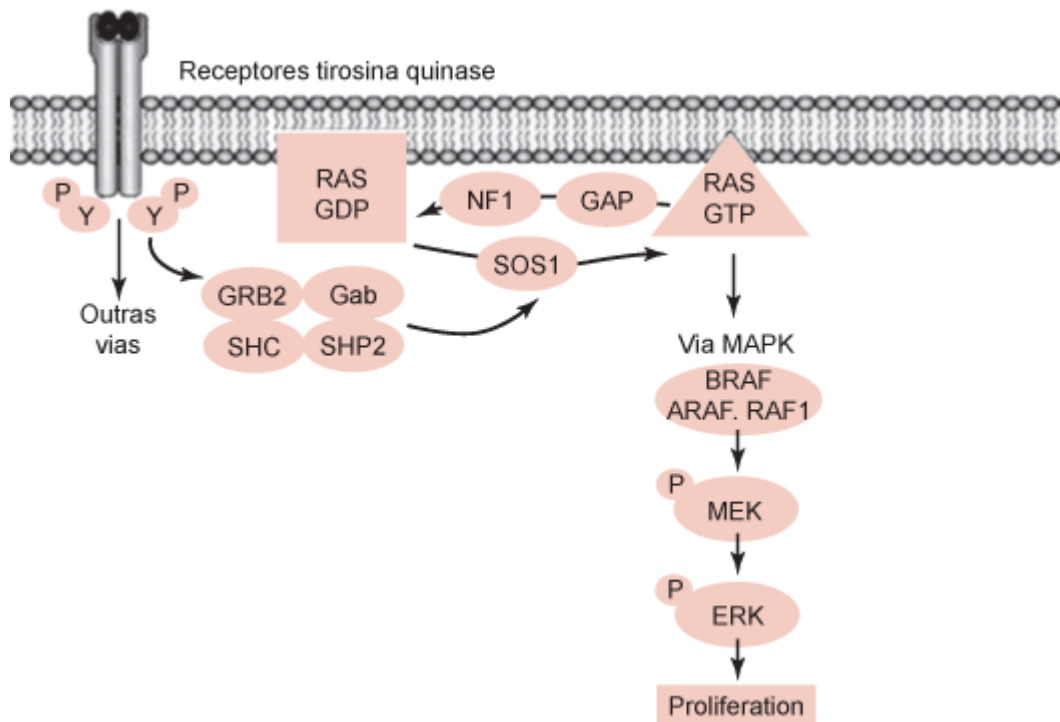 Receptores tirosina quinase
P
Y
P
Y
RAS
GDP
NF1
GAP
RAS
GTP
SOS1
Outras
vias
GRB2
Gab
SHC
SHP2
Via MAPK
BRAF
ARAF. RAF1
P
MEK
P
ERK
Proliferation